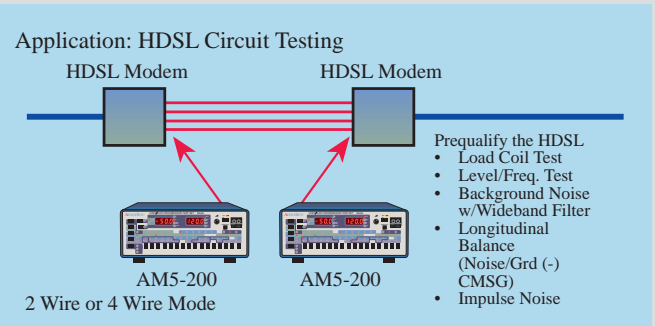 Application: HDSL Circuit Testing
HDSL Modem
HDSL Modem
Prequalify the HDSL
• Load Coil Test
• Level/Freq. Test
• Background Noise
w/Wideband Filter
• Longitudinal
Balance
(Noise/Grd (-)
CMSG)
• Impulse Noise
AM5-200
AM5-200
2 Wire or 4 Wire Mode